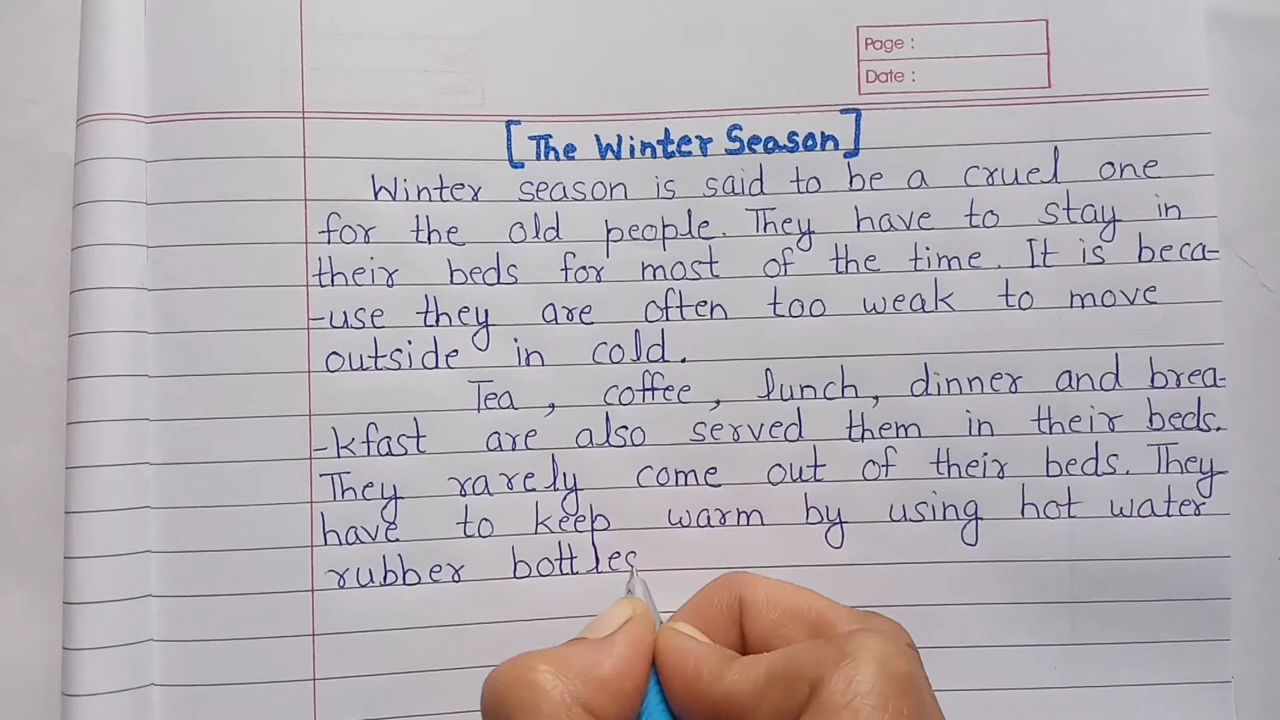 Page :
Date :
[The Winter Season]
Winter season is said to be a cruel one
for the old people. They have to stay in
their beds for most of the time. It is beca-
-use they are often too weak to move
outside in cold.
Tea, coffee, lunch, dinner and brea-
-kfast are also served them in their beds.
They rarely come out of their beds. They
have to keep warm by using hot water
rubber bottles